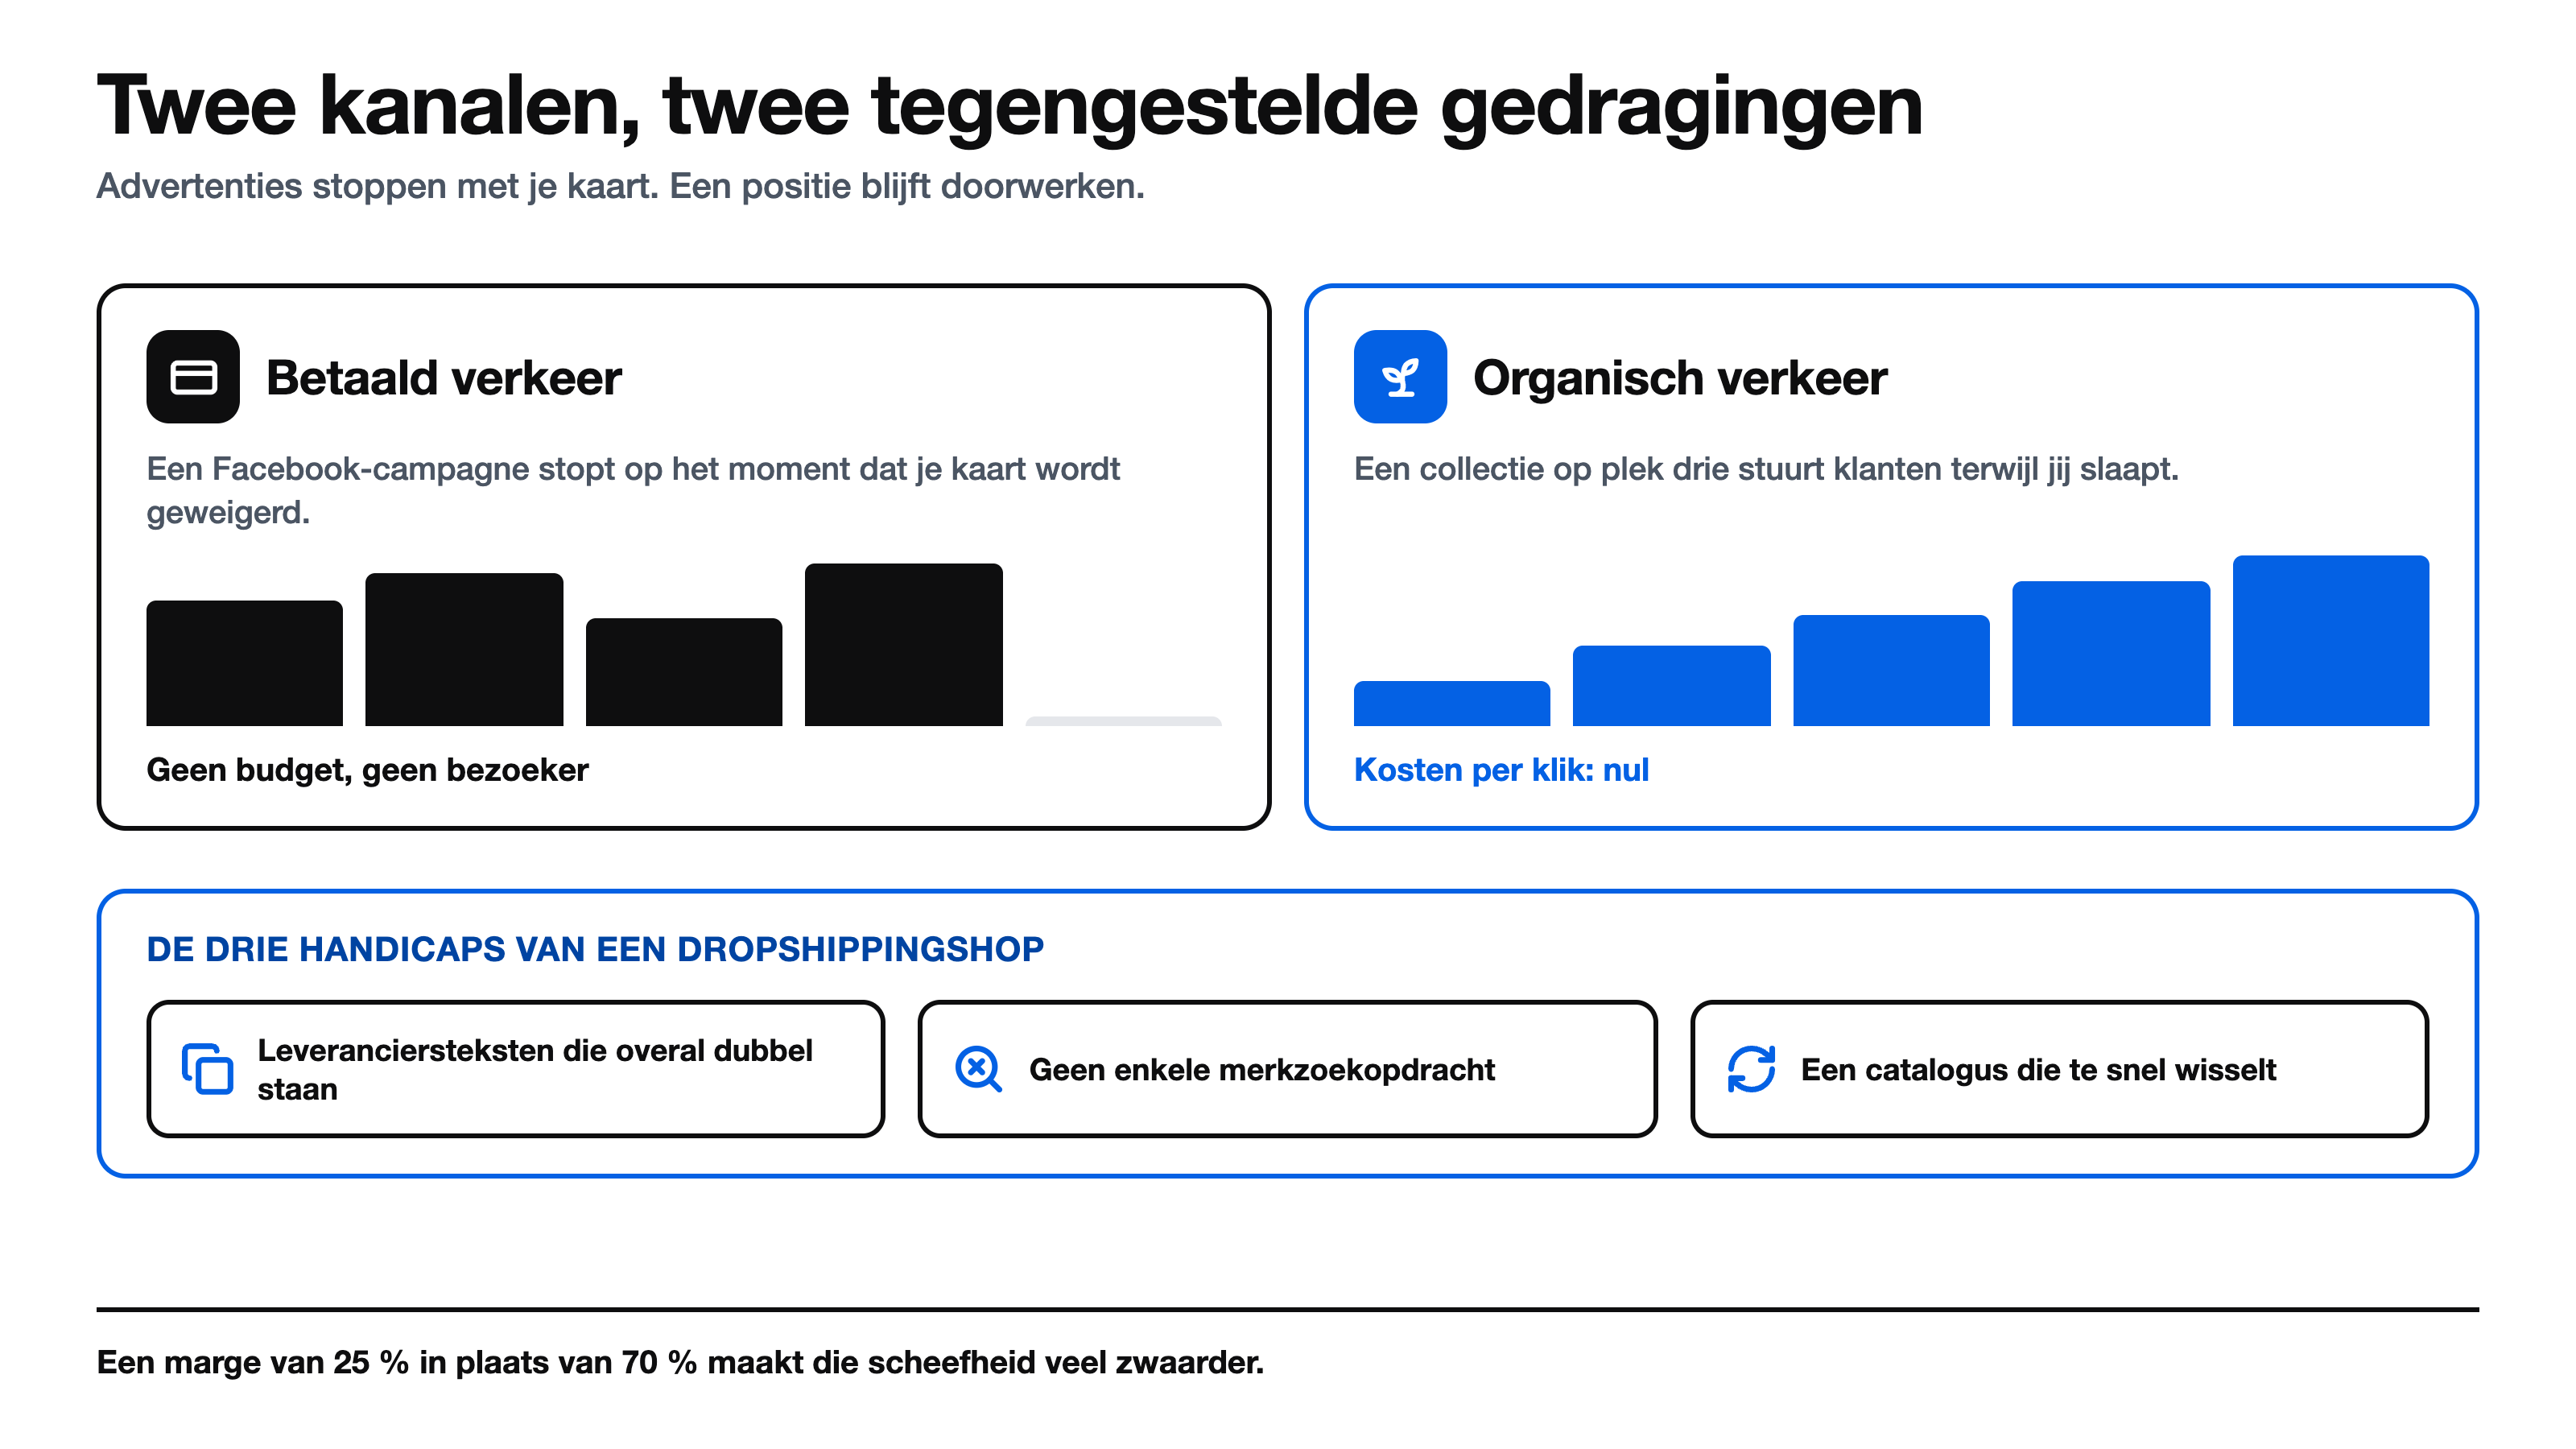 Twee kanalen, twee tegengestelde gedragingen
Advertenties stoppen met je kaart. Een positie blijft doorwerken.
Betaald verkeer
Een Facebook-campagne stopt op het moment dat je kaart wordt
geweigerd.
Geen budget, geen bezoeker
Organisch verkeer
Een collectie op plek drie stuurt klanten terwijl jij slaapt.
Kosten per klik: nul
DE DRIE HANDICAPS VAN EEN DROPSHIPPINGSHOP
Leveranciersteksten die overal dubbel
staan
Geen enkele merkzoekopdracht
Een catalogus die te snel wisselt
Een marge van 25 % in plaats van 70 % maakt die scheefheid veel zwaarder.